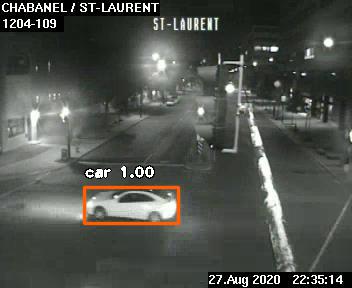 CHABANEL / ST-LAURENT
1204-109
ST-LAURENT
car 1.00
27.Aug 2020 22:35:14